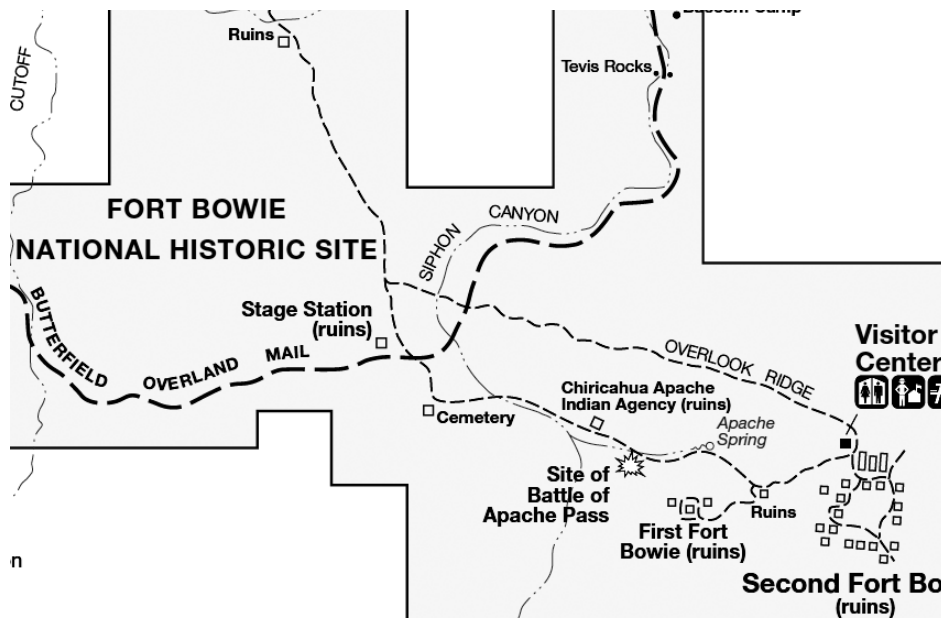 Ruins
Tevis Rocks
CUTOFF
FORT BOWIE
NATIONAL HISTORIC SITE
SIPHON
CANYON
BUTTERFIELD
OVERLAND
MAIL
Stage Station
(ruins)
OVERLOOK RIDGE
Visitor
Center
Cemetery
Chiricahua Apache
Indian Agency (ruins)
Apache
Spring
Site of
Battle of
Apache Pass
Ruins
First Fort
Bowie (ruins)
Second Fort Bo
(ruins)
on